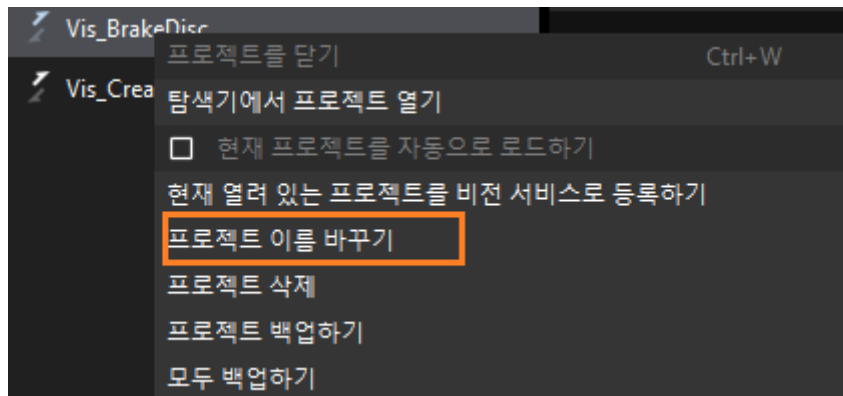 Vis_BrakeDisc
프로젝트를 닫기 Ctrl+W
Vis_Crea
탐색기에서 프로젝트 열기
현재 프로젝트를 자동으로 로드하기
현재 열려 있는 프로젝트를 비전 서비스로 등록하기
프로젝트 이름 바꾸기
프로젝트 삭제
프로젝트 백업하기
모두 백업하기